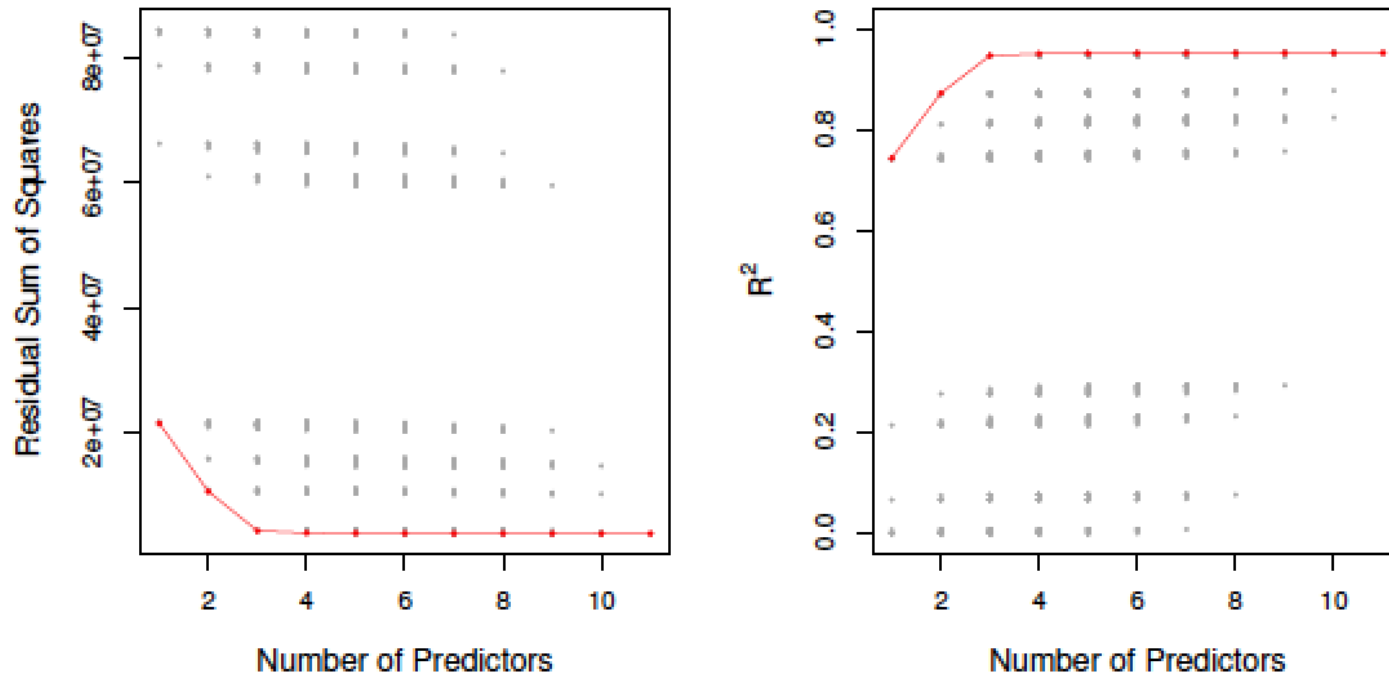 Residual Sum of Squares
8e+07
6e+07
4e+07
2e+07
2 4 6 8 10
Number of Predictors
R²
1.0
0.8
0.6
0.4
0.2
0.0
2 4 6 8 10
Number of Predictors